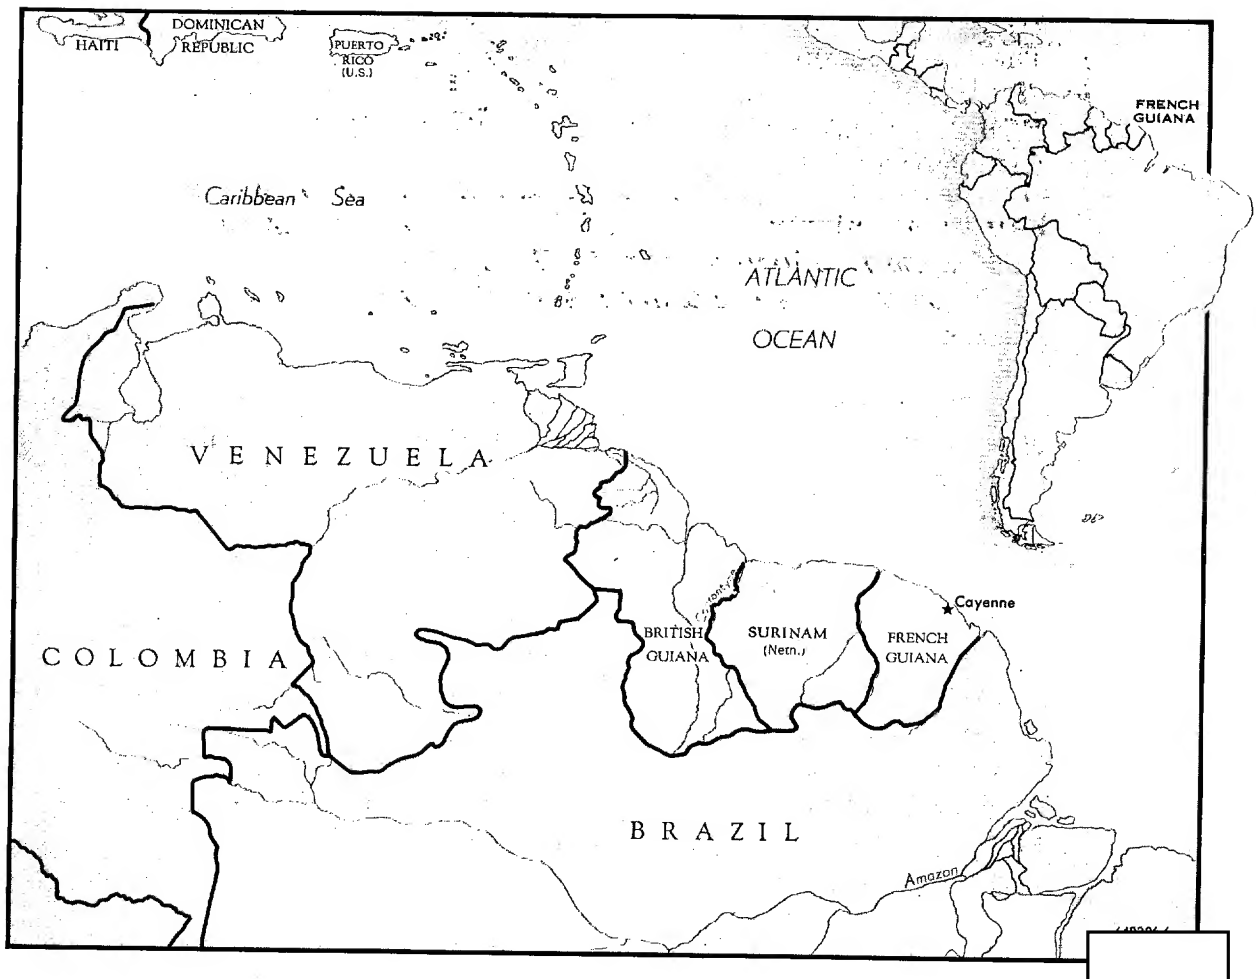 DOMINICAN
HAITI
REPUBLIC
PUERTO
RICO
(U.S.)
FRENCH
GUIANA
Caribbean Sea
ATLANTIC
OCEAN
VENEZUELA
Cayenne
COLOMBIA
BRITISH
GUIANA
SURINAM
(Neth.)
FRENCH
GUIANA
BRAZIL
Amazon